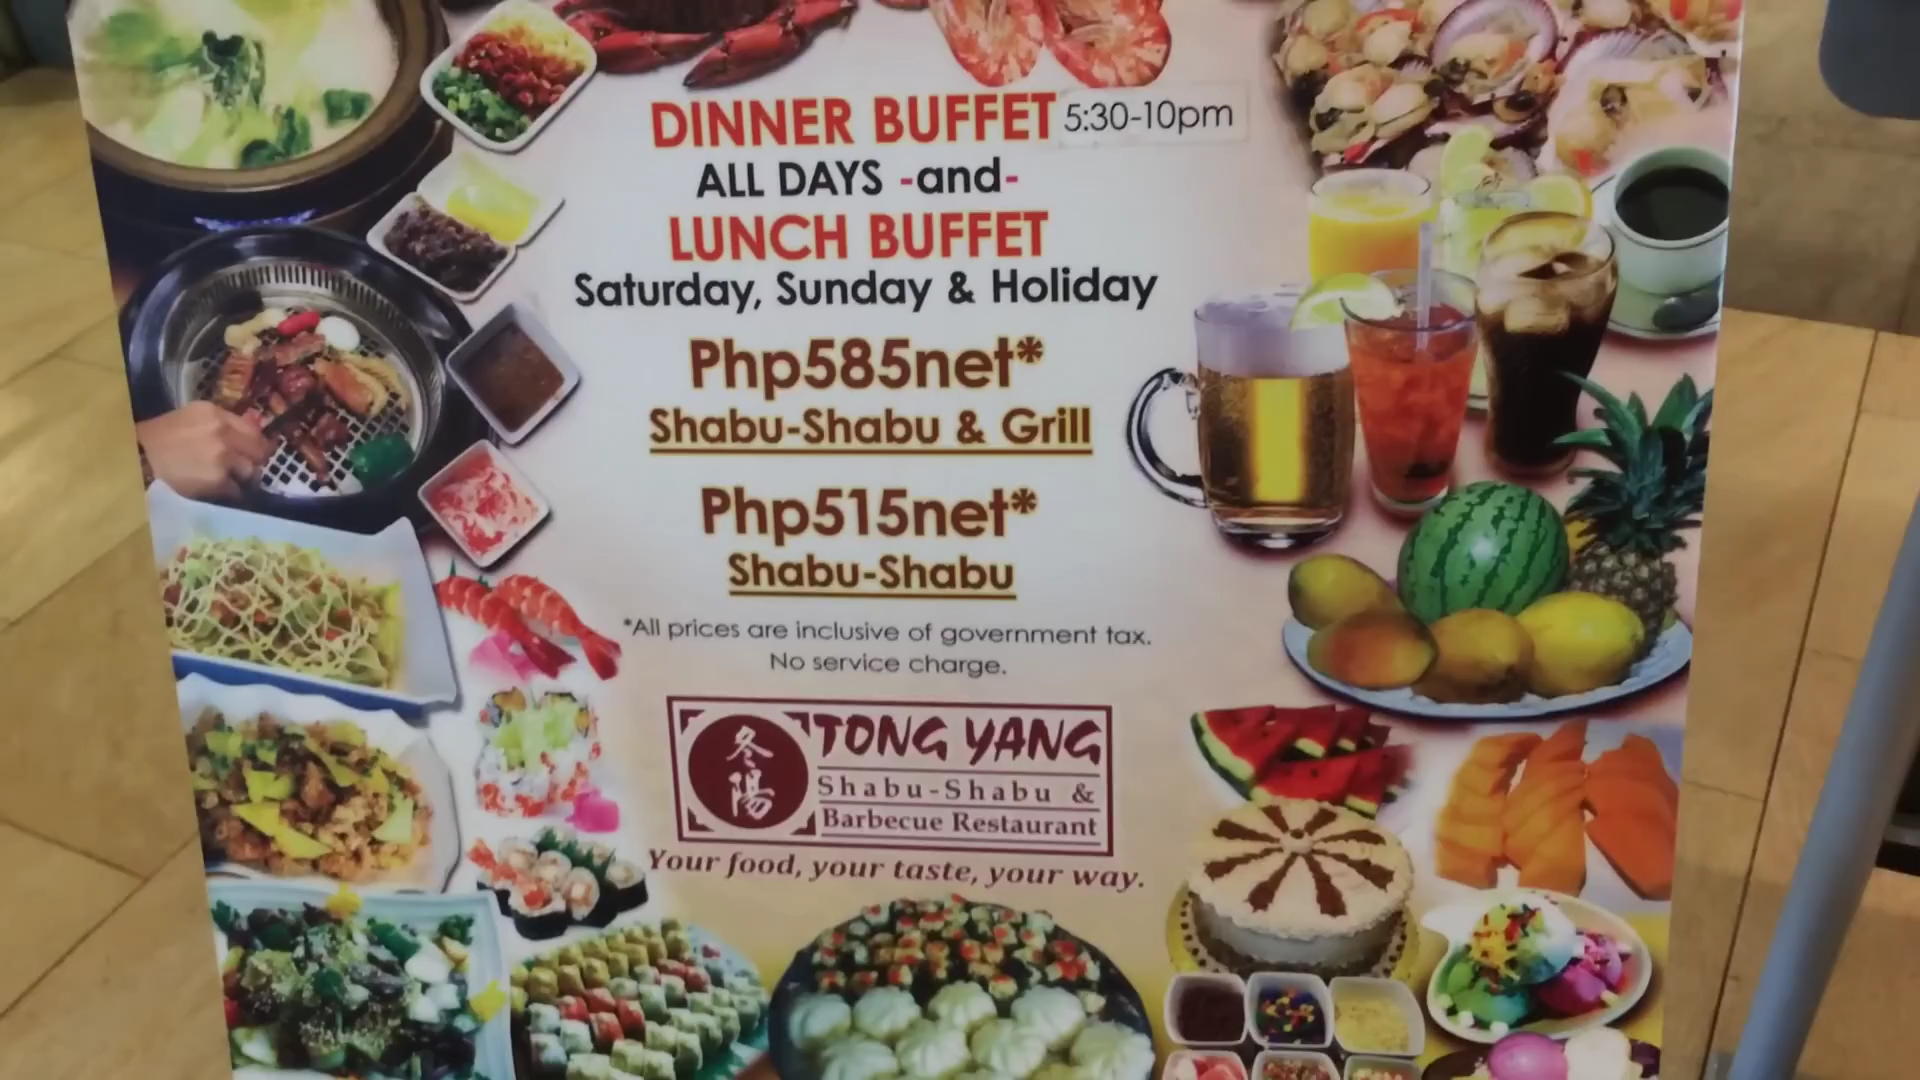 DINNER BUFFET 5:30-10pm
ALL DAYS -and-
LUNCH BUFFET
Saturday, Sunday & Holiday
Php585net*
Shabu-Shabu & Grill
Php515net*
Shabu-Shabu
*All prices are inclusive of government tax.
No service charge.
冬陽
TONG YANG
Shabu-Shabu &
Barbecue Restaurant
Your food, your taste, your way.